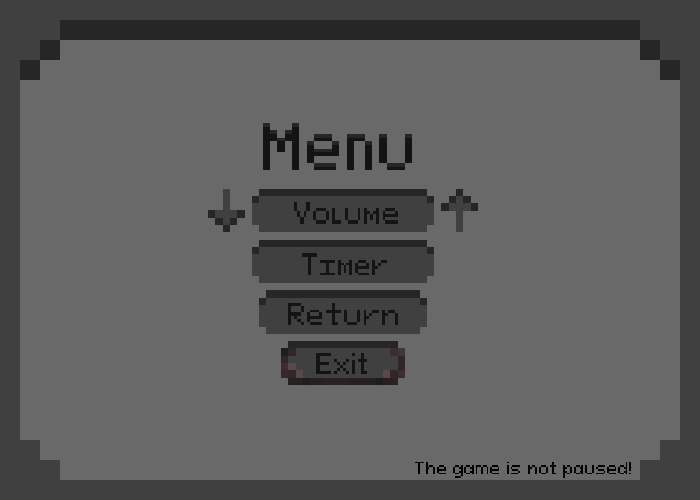 Menu
Volume
Timer
Return
Exit
The game is not paused!